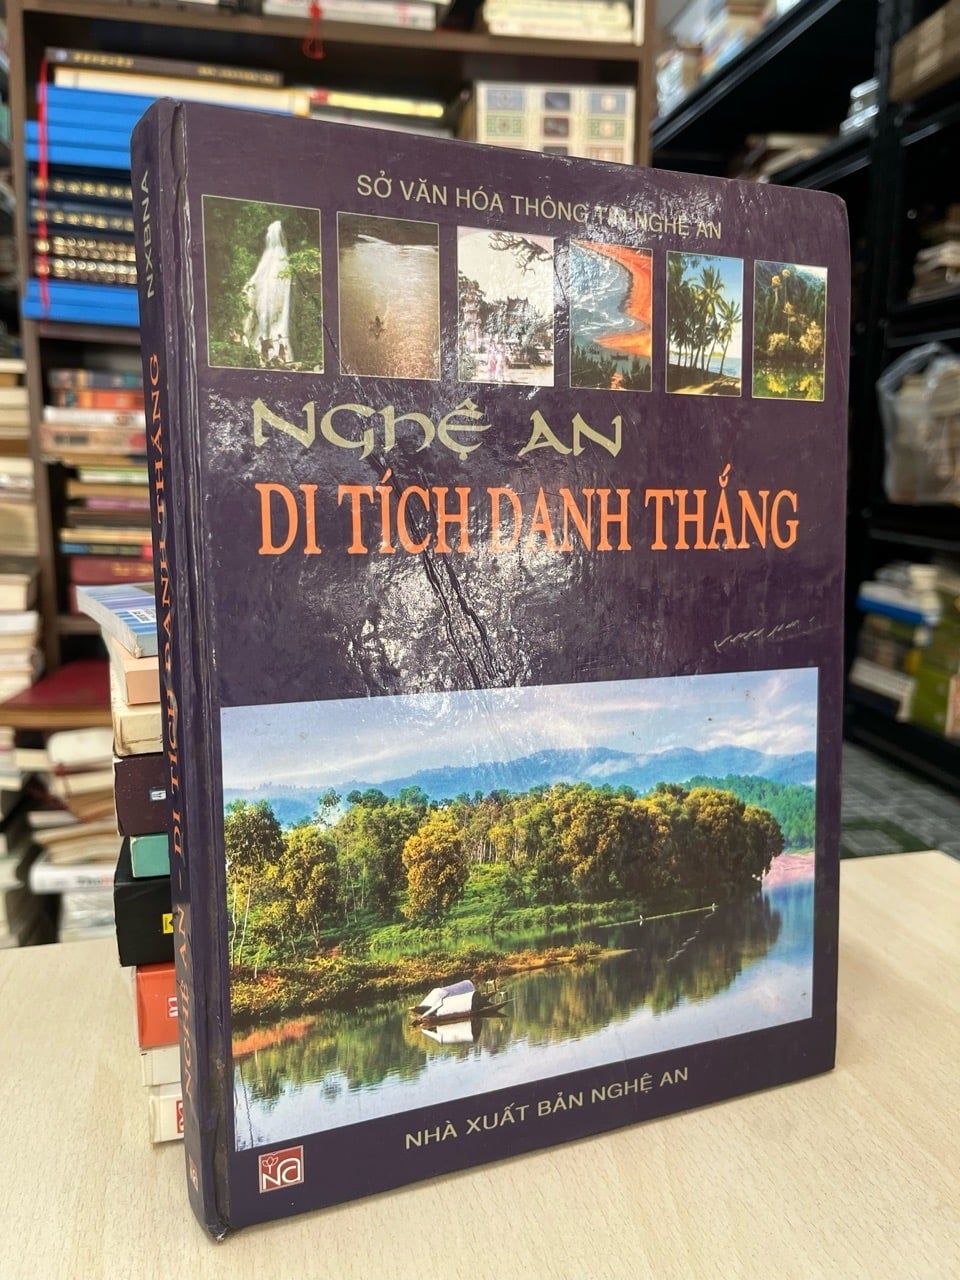 SỞ VĂN HÓA THÔNG TIN NGHỆ AN
NGHỆ AN
DI TÍCH DANH THẮNG
NHÀ XUẤT BẢN NGHỆ AN
NA
NGHỆ AN - DI TÍCH DANH THẮNG
NXBNA